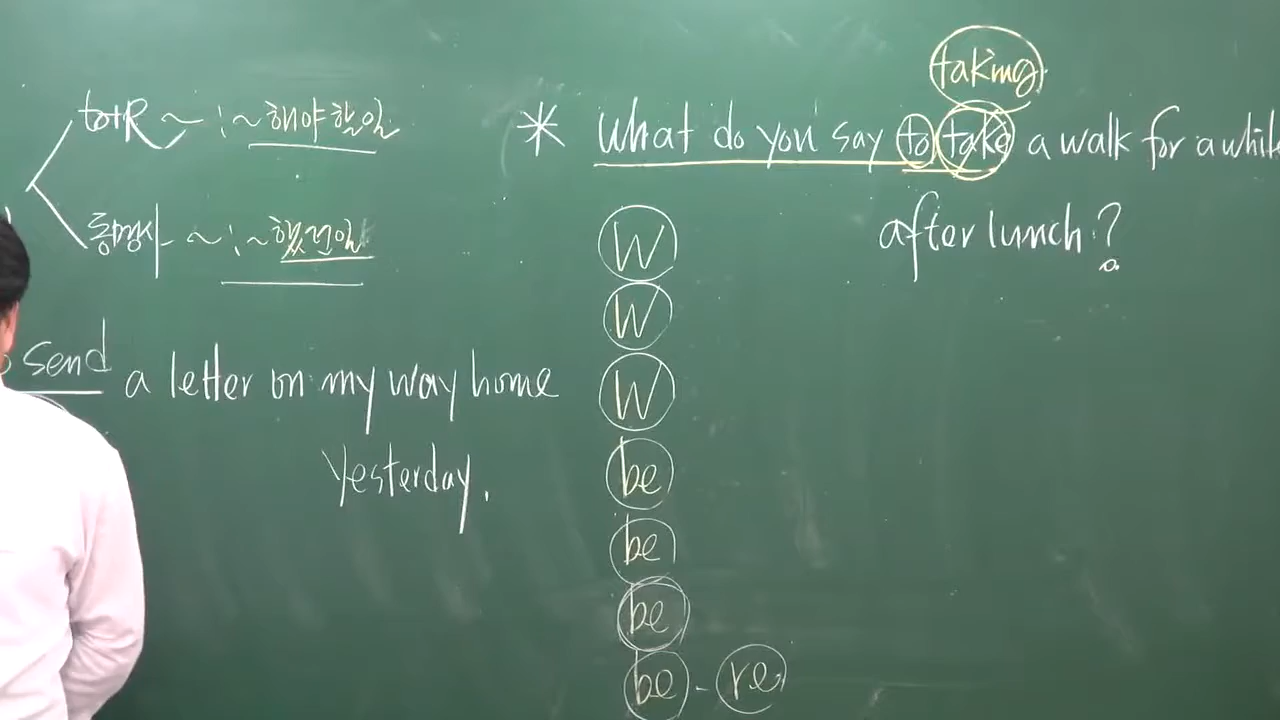 to+R ~ : ~해야할일
동명사 ~ : ~했던일
send a letter on my way home
yesterday.
taking
* What do you say to take a walk for a while
after lunch?
W
W
W
be
be
be
be - re